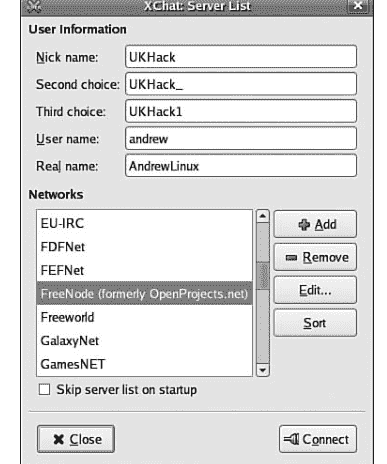 XChat: Server List
User Information
Nick name: UKHack
Second choice: UKHack_
Third choice: UKHack1
User name: andrew
Real name: AndrewLinux
Networks
EU-IRC
FDFNet
FEFNet
FreeNode (formerly OpenProjects.net)
Freeworld
GalaxyNet
GamesNET
Add
Remove
Edit...
Sort
Skip server list on startup
Close
Connect